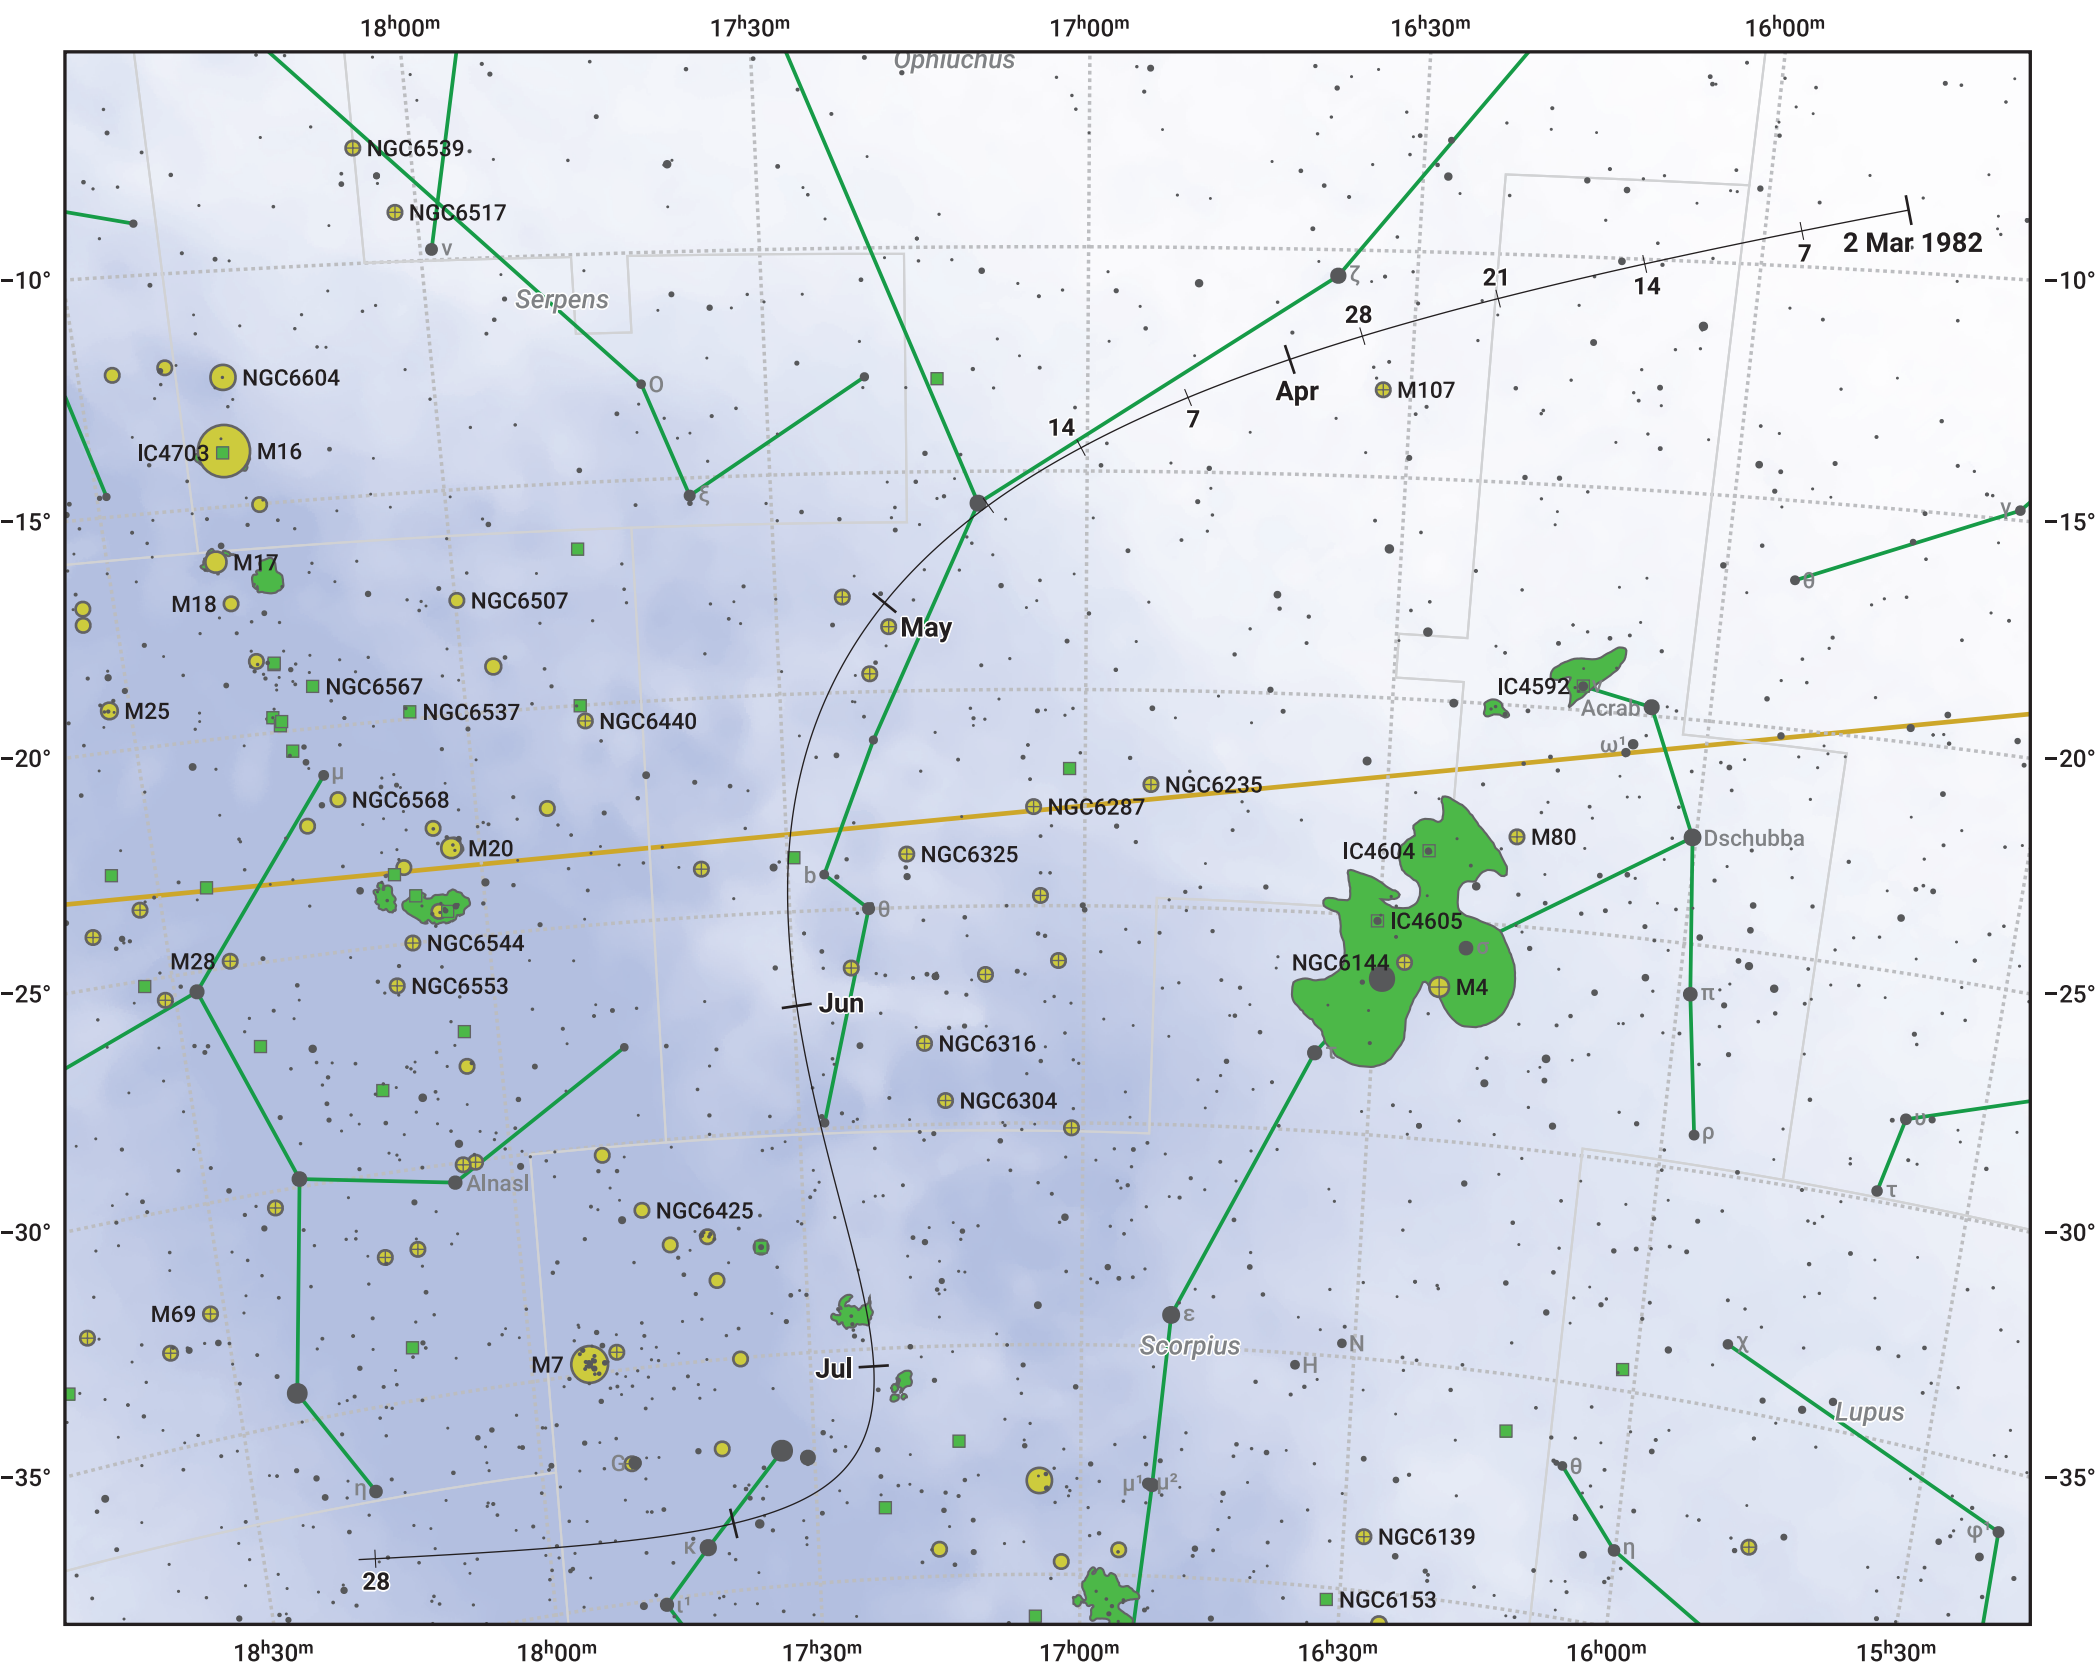 18h00m 17h30m 17h00m 16h30m 16h00m
Ophiuchus
NGC6539
NGC6517
ν
2 Mar 1982
7
14
21
28
Apr
7
14
−10° −10°
ζ
Serpens
NGC6604
ο
M107
IC4703 M16
ξ
−15° −15°
γ
θ
M17
M18
NGC6507
May
NGC6567
M25
NGC6537
NGC6440
IC4592
ν
Acrab
ω¹
−20° −20°
μ
NGC6568
NGC6235
NGC6287
M20
NGC6325
IC4604
M80
Dschubba
b
θ
IC4605
σ
NGC6544
M28
NGC6144
M4
NGC6553
−25° −25°
π
Jun
NGC6316
τ
NGC6304
υ
ρ
Alnasl
τ
NGC6425
−30° −30°
M69
ε
Scorpius
N
H
χ
M7
Jul
Lupus
G
−35° −35°
η
μ¹ μ²
θ
φ¹
κ
NGC6139
η
28
ι¹
NGC6153
18h30m 18h00m 17h30m 17h00m 16h30m 16h00m 15h30m